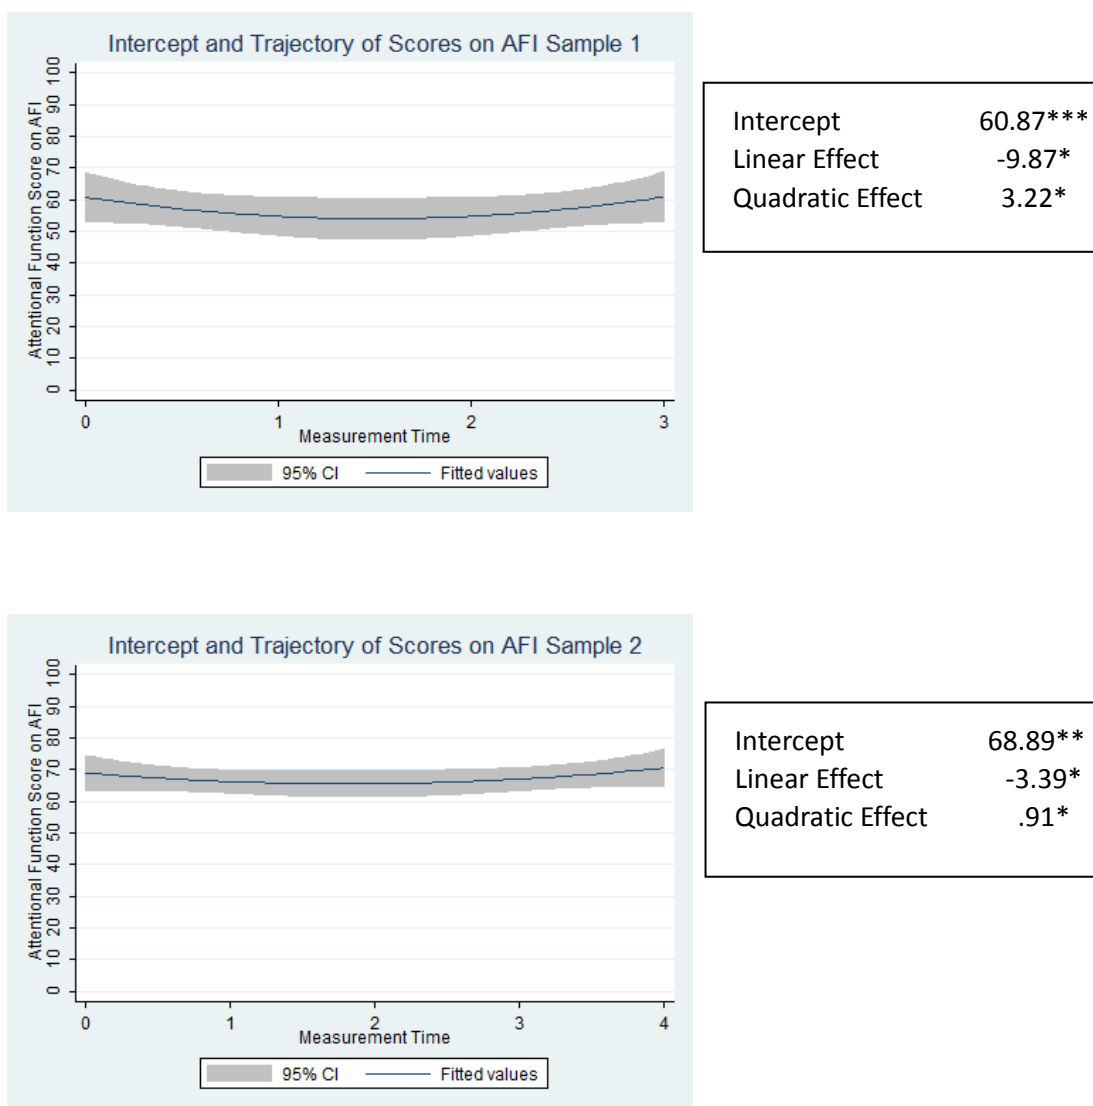 Intercept and Trajectory of Scores on AFI Sample 1
Attentional Function Score on AFI
0 10 20 30 40 50 60 70 80 90 100
0 1 2 3
Measurement Time
95% CI Fitted values
Intercept 60.87***
Linear Effect -9.87*
Quadratic Effect 3.22*
Intercept and Trajectory of Scores on AFI Sample 2
Attentional Function Score on AFI
0 10 20 30 40 50 60 70 80 90 100
0 1 2 3 4
Measurement Time
95% CI Fitted values
Intercept 68.89**
Linear Effect -3.39*
Quadratic Effect .91*